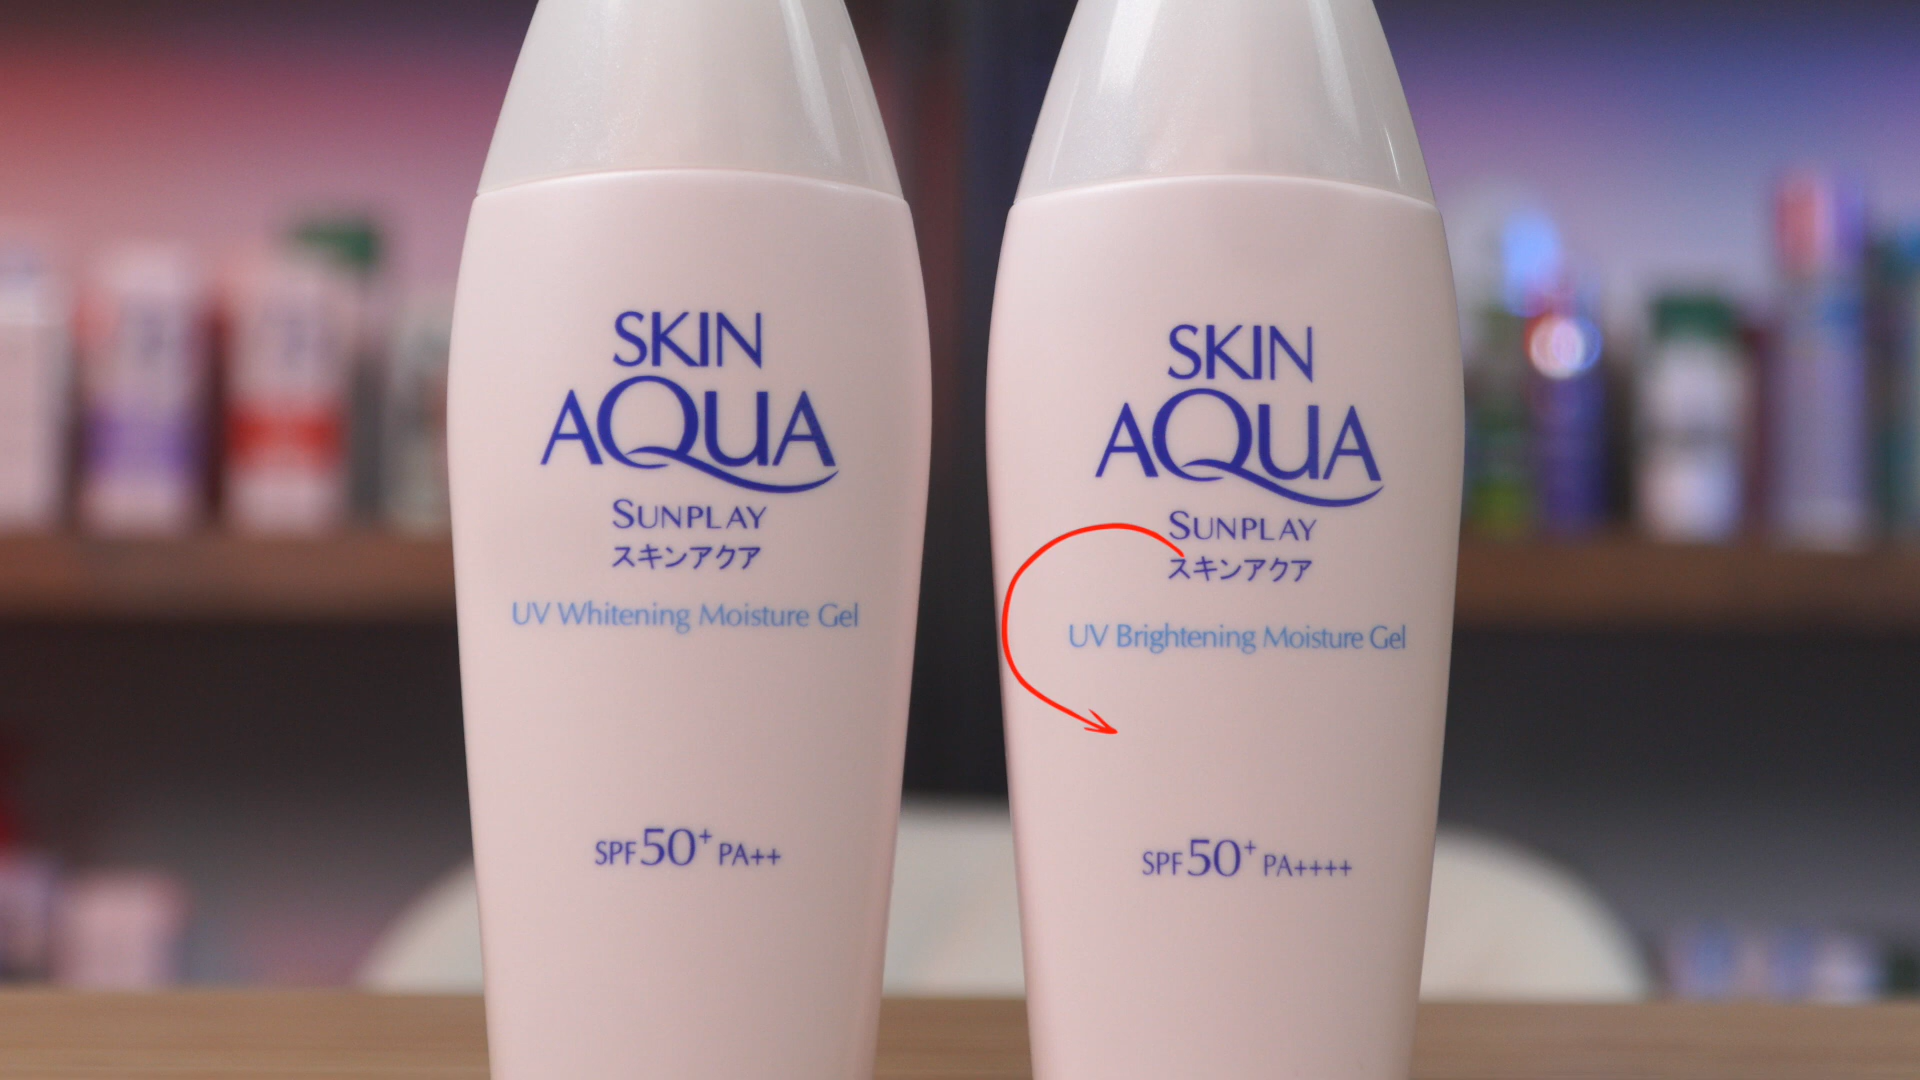 SKIN
AQUA
SUNPLAY
スキンアクア
UV Whitening Moisture Gel
SPF50+ PA++
SKIN
AQUA
SUNPLAY
スキンアクア
UV Brightening Moisture Gel
SPF50+ PA++++